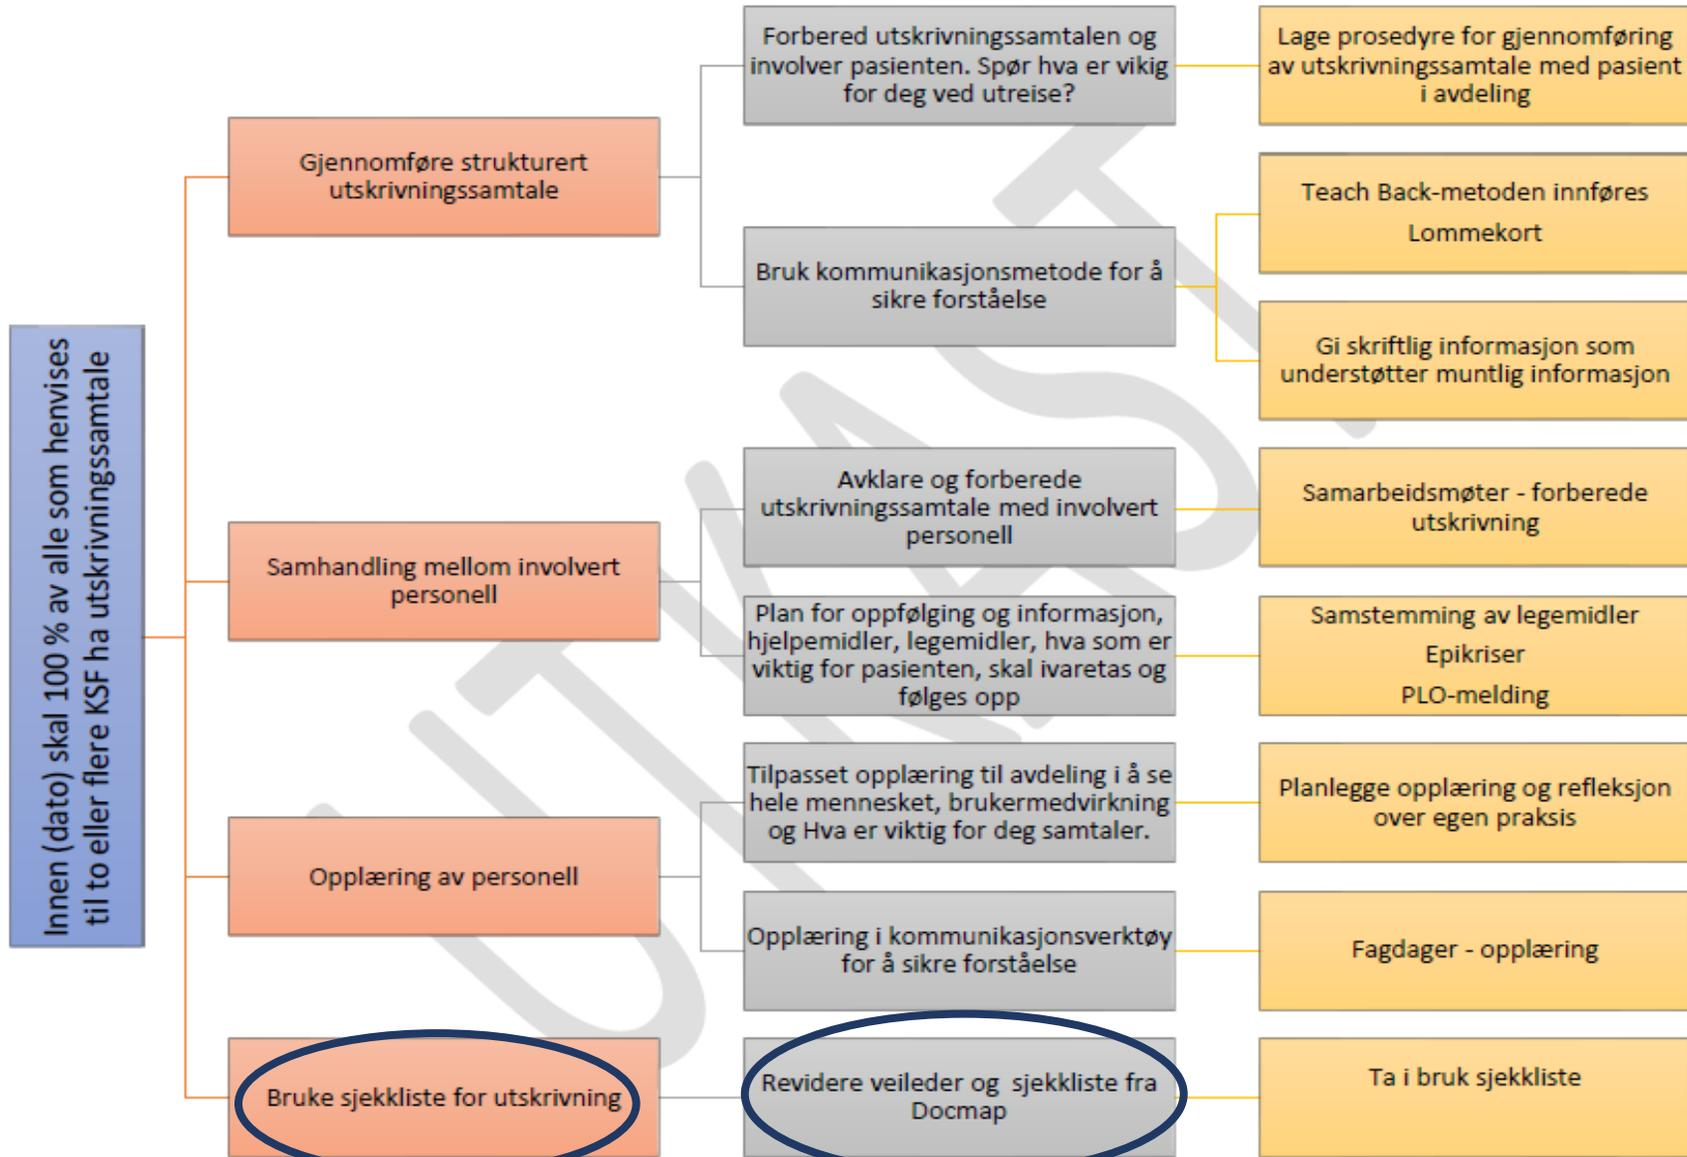 Innen (dato) skal 100 % av alle som henvises
til to eller flere KSF ha utskrivningssamtale
Gjennomføre strukturert
utskrivningssamtale
Forbered utskrivningssamtalen og
involver pasienten. Spør hva er vikig
for deg ved utreise?
Lage prosedyre for gjennomføring
av utskrivningssamtale med pasient
i avdeling
Bruk kommunikasjonsmetode for å
sikre forståelse
Teach Back-metoden innføres
Lommekort
Gi skriftlig informasjon som
understøtter muntlig informasjon
Samhandling mellom involvert
personell
Avklare og forberede
utskrivningssamtale med involvert
personell
Samarbeidsmøter - forberede
utskrivning
Plan for oppfølging og informasjon,
hjelpemidler, legemidler, hva som er
viktig for pasienten, skal ivaretas og
følges opp
Samstemming av legemidler
Epikriser
PLO-melding
Opplæring av personell
Tilpasset opplæring til avdeling i å se
hele mennesket, brukermedvirkning
og Hva er viktig for deg samtaler.
Planlegge opplæring og refleksjon
over egen praksis
Opplæring i kommunikasjonsverktøy
for å sikre forståelse
Fagdager - opplæring
Bruke sjekkliste for utskrivning
Revidere veileder og  sjekkliste fra
Docmap
Ta i bruk sjekkliste
UTKAST